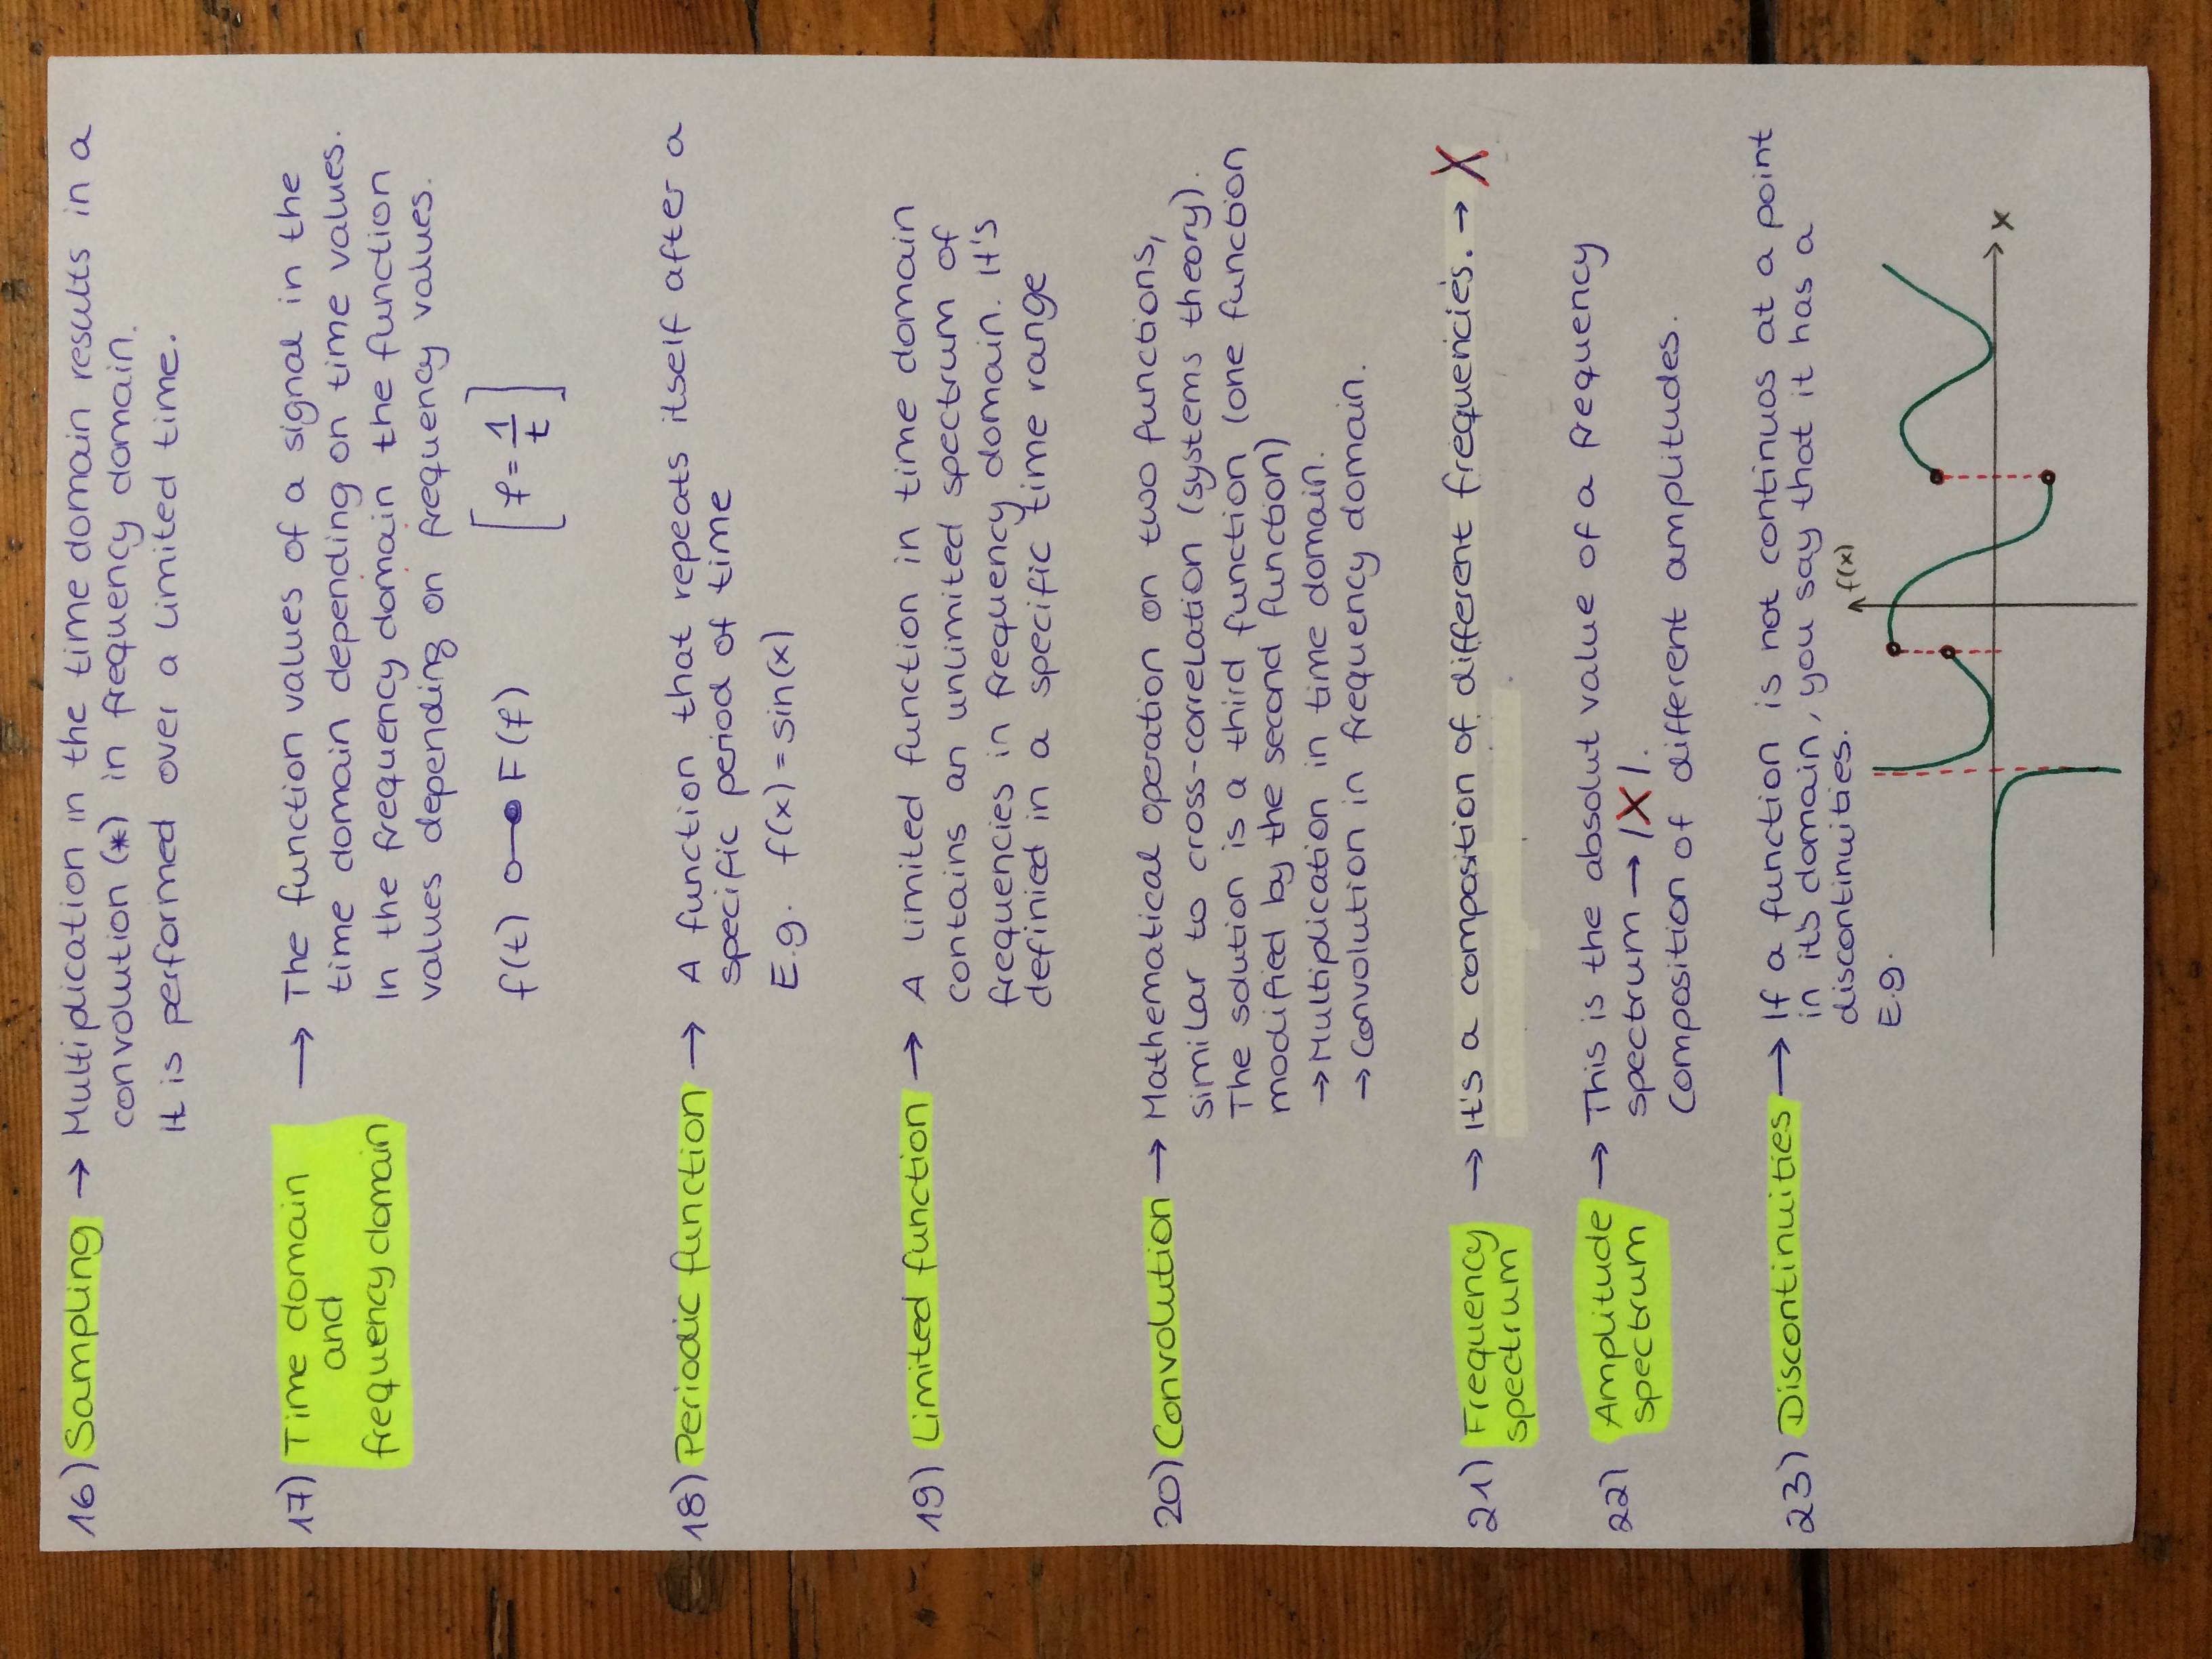 16) Sampling → Multiplication in the time domain results in a
convolution (*) in frequency domain.
It is performed over a limited time.
17) Time domain
and
frequency domain
→ The function values of a signal in the
time domain depending on time values.
In the frequency domain the function
values depending on frequency values.
f(t) o—● F(f) [f = 1/t]
18) Periodic function → A function that repeats itself after a
specific period of time
E.g. f(x) = sin(x)
19) Limited function → A limited function in time domain
contains an unlimited spectrum of
frequencies in frequency domain. It's
definied in a specific time range
20) Convolution → Mathematical operation on two functions,
similar to cross-correlation (systems theory).
The solution is a third function (one function
modified by the second function)
→ Multiplication in time domain.
→ Convolution in frequency domain.
21) Frequency
spectrum
→ It's a composition of different frequencies. → X
22) Amplitude
spectrum
→ This is the absolut value of a frequency
spectrum → |X|.
Composition of different amplitudes.
23) Discontinuities → If a function is not continuos at a point
in it's domain, you say that it has a
discontinuities.
E.g.
f(x)
x